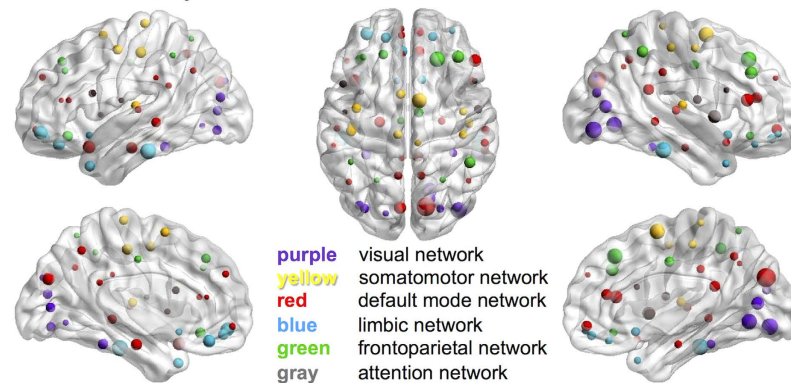 purple visual network
yellow somatomotor network
red default mode network
blue limbic network
green frontoparietal network
gray attention network